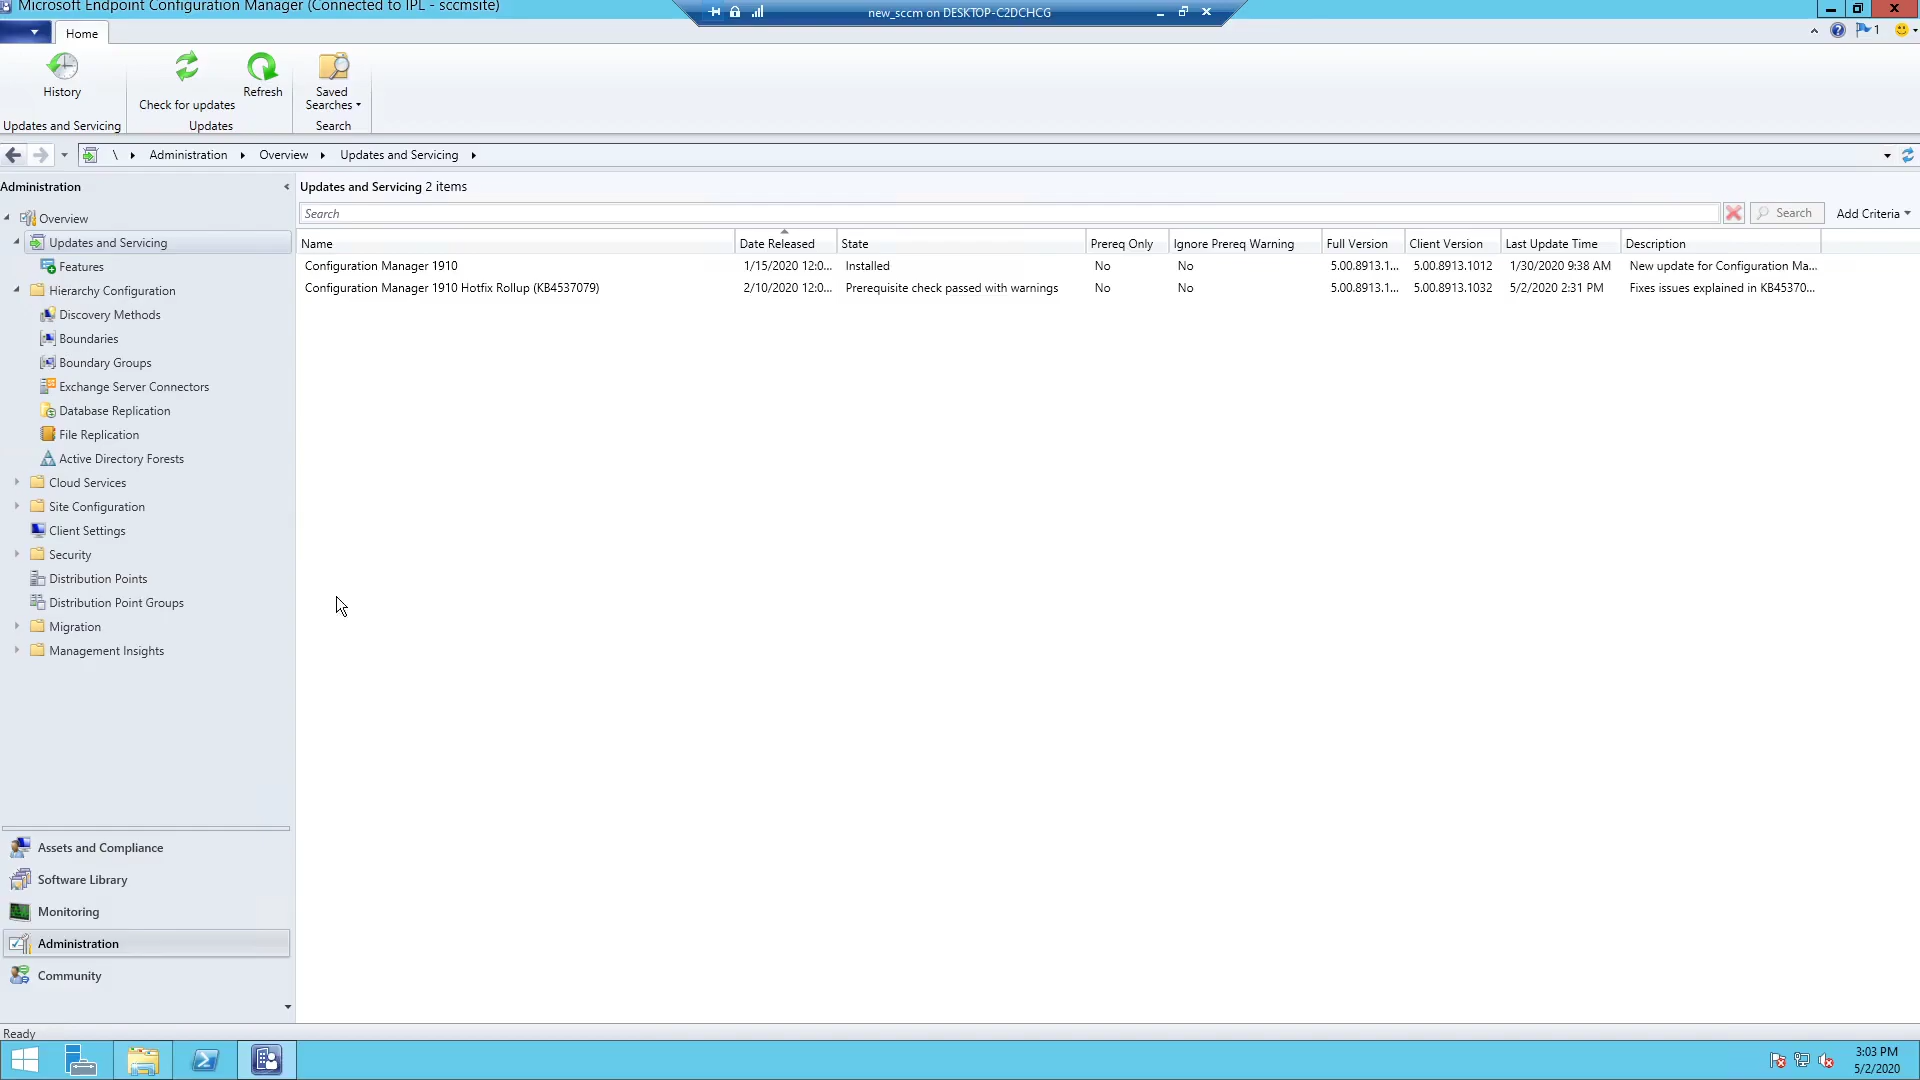 Microsoft Endpoint Configuration Manager (Connected to IPL - sccmsite)
new_sccm on DESKTOP-C2DCHCG
Home
1
History
Check for updates
Refresh
Saved
Searches
Updates and Servicing
Updates
Search
\ Administration Overview Updates and Servicing
Administration
Overview
Updates and Servicing
Features
Hierarchy Configuration
Discovery Methods
Boundaries
Boundary Groups
Exchange Server Connectors
Database Replication
File Replication
Active Directory Forests
Cloud Services
Site Configuration
Client Settings
Security
Distribution Points
Distribution Point Groups
Migration
Management Insights
Assets and Compliance
Software Library
Monitoring
Administration
Community
Updates and Servicing 2 items
Search
Search
Add Criteria
Name Date Released State Prereq Only Ignore Prereq Warning Full Version Client Version Last Update Time Description
Configuration Manager 1910 1/15/2020 12:0... Installed No No 5.00.8913.1... 5.00.8913.1012 1/30/2020 9:38 AM New update for Configuration Ma...
Configuration Manager 1910 Hotfix Rollup (KB4537079) 2/10/2020 12:0... Prerequisite check passed with warnings No No 5.00.8913.1... 5.00.8913.1032 5/2/2020 2:31 PM Fixes issues explained in KB45370...
Ready
3:03 PM
5/2/2020